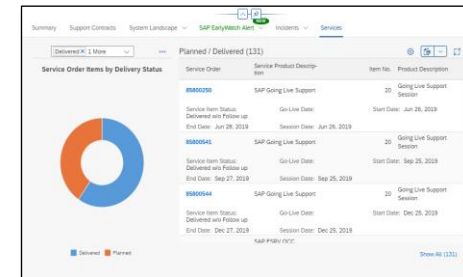 NEW
Summary Support Contracts System Landscape SAP EarlyWatch Alert Incidents Services
Delivered 1 More
Planned / Delivered (131)
Service Order Items by Delivery Status
Service Order Service Product Descrip-
tion Item No. Product Description
85800250 SAP Going Live Support 20 Going Live Support
Session
Service Item Status: Go-Live Date: Start Date: Jun 26, 2019
Delivered w/o Follow up
End Date: Jun 28, 2019 Session Date: Jun 26, 2019
85800541 SAP Going Live Support 20 Going Live Support
Session
Service Item Status: Go-Live Date: Start Date: Sep 25, 2019
Delivered w/o Follow up
End Date: Sep 27, 2019 Session Date: Sep 25, 2019
85800544 SAP Going Live Support 20 Going Live Support
Session
Service Item Status: Go-Live Date: Start Date: Dec 25, 2019
Delivered w/o Follow up
End Date: Dec 27, 2019 Session Date: Dec 25, 2019
Delivered Planned
Show All (131)